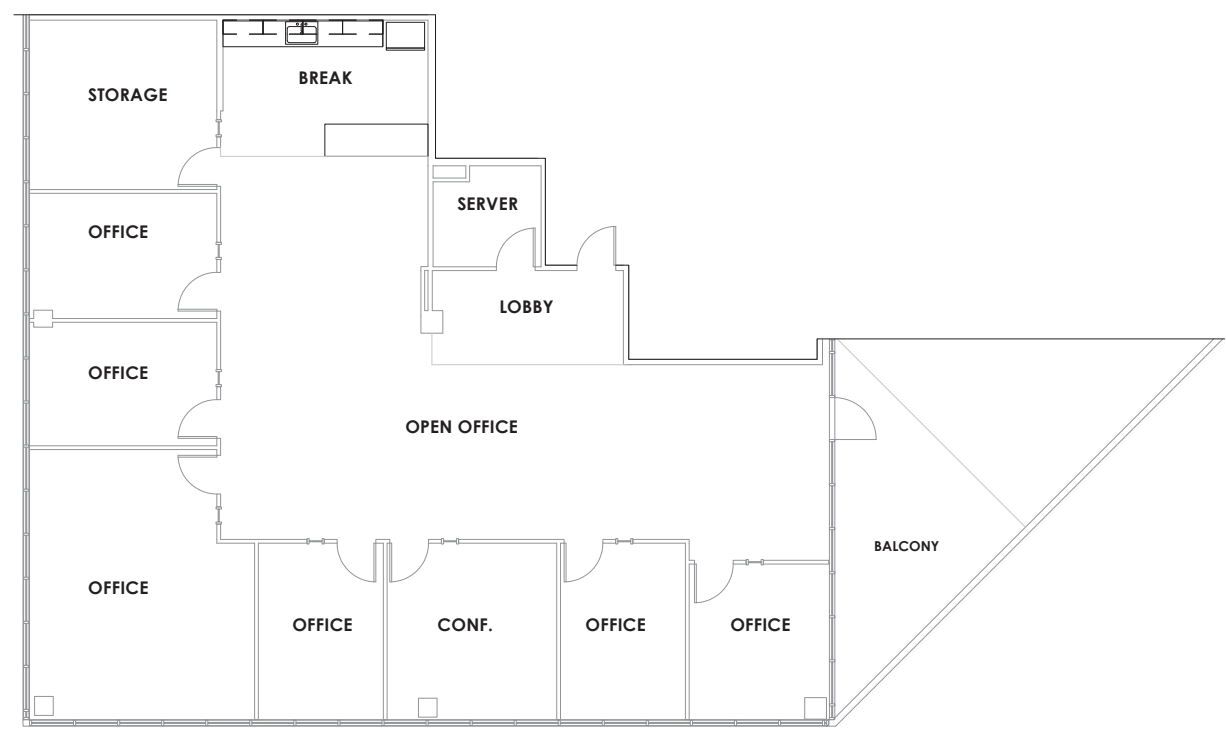 BREAK
STORAGE
SERVER
OFFICE
LOBBY
OFFICE
OPEN OFFICE
BALCONY
OFFICE
OFFICE
CONF.
OFFICE
OFFICE